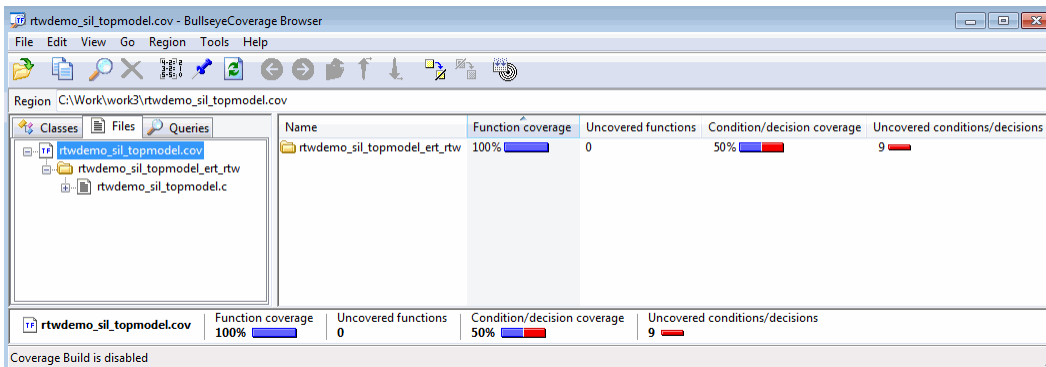 rtwdemo_sil_topmodel.cov - BullseyeCoverage Browser
File Edit View Go Region Tools Help
Region C:\Work\work3\rtwdemo_sil_topmodel.cov
Classes Files Queries
TF rtwdemo_sil_topmodel.cov
rtwdemo_sil_topmodel_ert_rtw
rtwdemo_sil_topmodel.c
Name Function coverage Uncovered functions Condition/decision coverage Uncovered conditions/decisions
rtwdemo_sil_topmodel_ert_rtw 100% 0 50% 9
TF rtwdemo_sil_topmodel.cov
Function coverage Uncovered functions Condition/decision coverage Uncovered conditions/decisions
100% 0 50% 9
Coverage Build is disabled